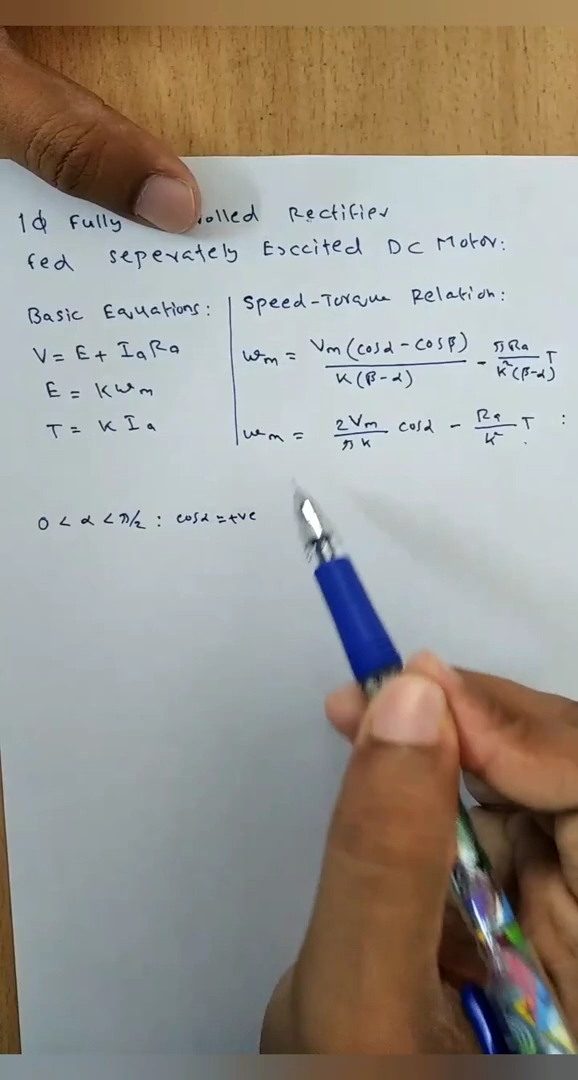 1ϕ Fully olled Rectifier
fed seperately Excited DC Motor:
Basic Equations:
V = E + IaRa
E = Kωm
T = K Ia
Speed-Torque Relation:
ωm = Vm (cosα - cosβ) / K(β-α) - πRa / K²(β-α) T
ωm = 2Vm / πK cosα - Ra / K² T :
0 < α < π/2 : cosα = +ve